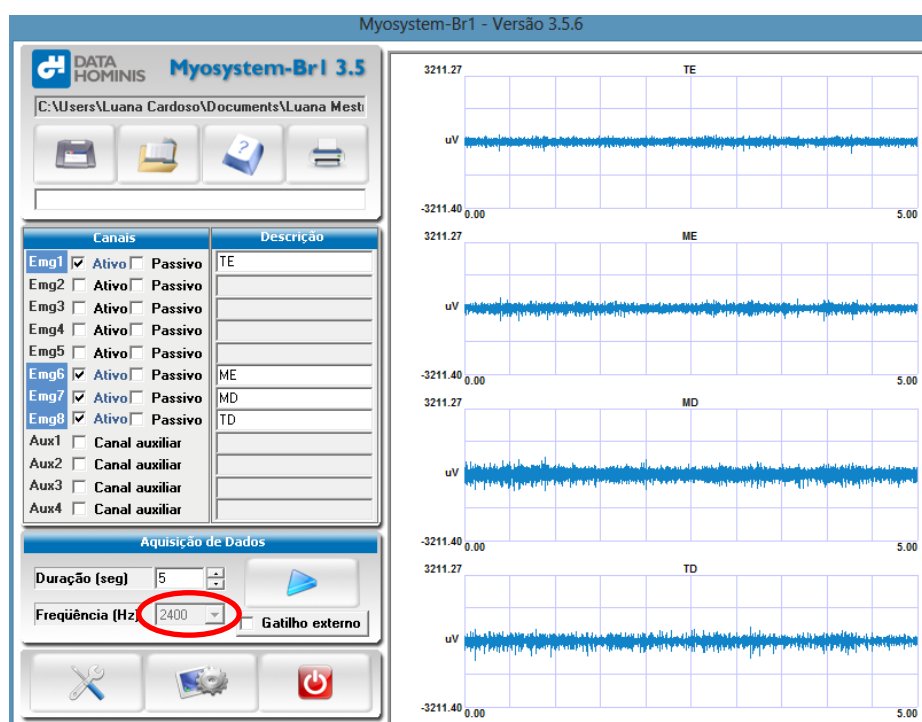 Myosystem-Br1 - Versão 3.5.6
DATA
HOMINIS
Myosystem-Br1 3.5
C:\Users\Luana Cardoso\Documents\Luana Mest
?
Canais Descrição
Emg1 Ativo Passivo TE
Emg2 Ativo Passivo
Emg3 Ativo Passivo
Emg4 Ativo Passivo
Emg5 Ativo Passivo
Emg6 Ativo Passivo ME
Emg7 Ativo Passivo MD
Emg8 Ativo Passivo TD
Aux1 Canal auxiliar
Aux2 Canal auxiliar
Aux3 Canal auxiliar
Aux4 Canal auxiliar
Aquisição de Dados
Duração (seg) 5
Freqüência (Hz) 2400
Gatilho externo
3211.27 TE
uV
-3211.40 0.00 5.00
3211.27 ME
uV
-3211.40 0.00 5.00
3211.27 MD
uV
-3211.40 0.00 5.00
3211.27 TD
uV
-3211.40 0.00 5.00